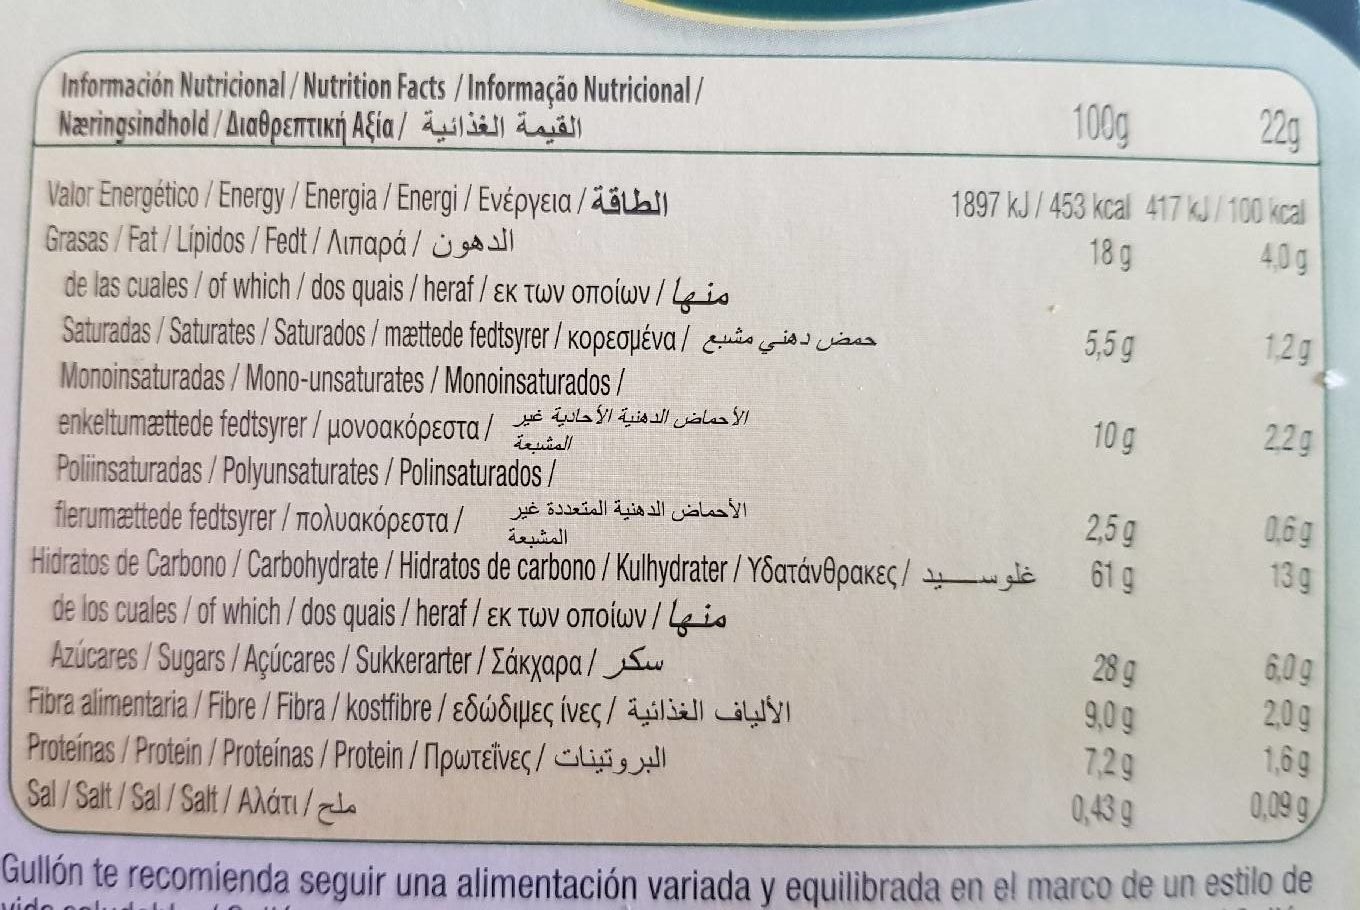 Información Nutricional / Nutrition Facts / Informação Nutricional /
Næringsindhold / Διαθρεπτική Αξία / القيمة الغذائية 100g 22g
Valor Energético / Energy / Energia / Energi / Ενέργεια / الطاقة 1897 kJ / 453 kcal 417 kJ / 100 kcal
Grasas / Fat / Lípidos / Fedt / Λιπαρά / الدهون 18 g 4,0 g
de las cuales / of which / dos quais / heraf / εκ των οποίων / منها
Saturadas / Saturates / Saturados / mættede fedtsyrer / κορεσμένα / حمض دهني مشبع 5,5 g 1,2 g
Monoinsaturadas / Mono-unsaturates / Monoinsaturados /
enkeltumættede fedtsyrer / μονοακόρεστα / الأحماض الدهنية الأحادية غير المشبعة 10 g 2,2 g
Poliinsaturadas / Polyunsaturates / Polinsaturados /
flerumættede fedtsyrer / πολυακόρεστα / الأحماض الدهنية المتعددة غير المشبعة 2,5 g 0,6 g
Hidratos de Carbono / Carbohydrate / Hidratos de carbono / Kulhydrater / Υδατάνθρακες / غلوسيد 61 g 13 g
de los cuales / of which / dos quais / heraf / εκ των οποίων / منها
Azúcares / Sugars / Açúcares / Sukkerarter / Σάκχαρα / سكر 28 g 6,0 g
Fibra alimentaria / Fibre / Fibra / kostfibre / εδώδιμες ίνες / الألياف الغذائية 9,0 g 2,0 g
Proteínas / Protein / Proteínas / Protein / Πρωτεΐνες / البروتينات 7,2 g 1,6 g
Sal / Salt / Sal / Salt / Αλάτι / ملح 0,43 g 0,09 g
Gullón te recomienda seguir una alimentación variada y equilibrada en el marco de un estilo de